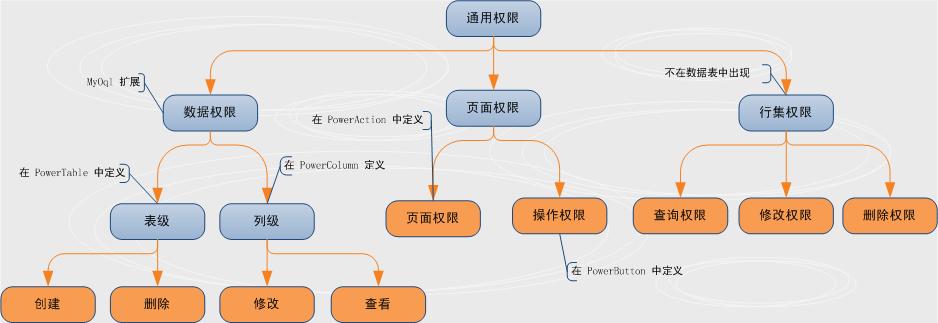 通用权限
MyOql 扩展
不在数据表中出现
数据权限
页面权限
行集权限
在 PowerAction 中定义
在 PowerTable 中定义
在 PowerColumn 定义
表级
列级
页面权限
操作权限
查询权限
修改权限
删除权限
在 PowerButton 中定义
创建
删除
修改
查看